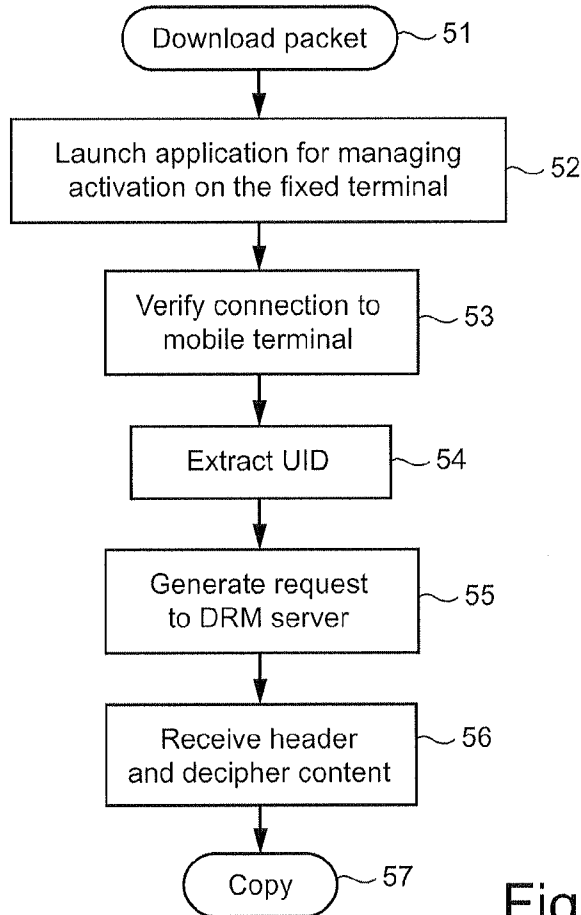 Download packet
51
Launch application for managing
activation on the fixed terminal
52
Verify connection to
mobile terminal
53
Extract UID
54
Generate request
to DRM server
55
Receive header
and decipher content
56
Copy
57
Fig